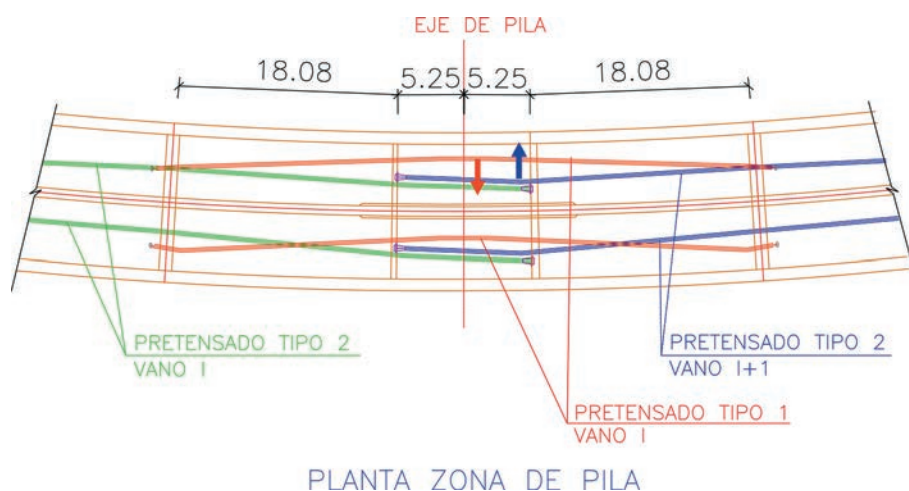 EJE DE PILA
18.08 5.25 5.25 18.08
PRETENSADO TIPO 2
VANO I
PRETENSADO TIPO 2
VANO I+1
PRETENSADO TIPO 1
VANO I
PLANTA ZONA DE PILA